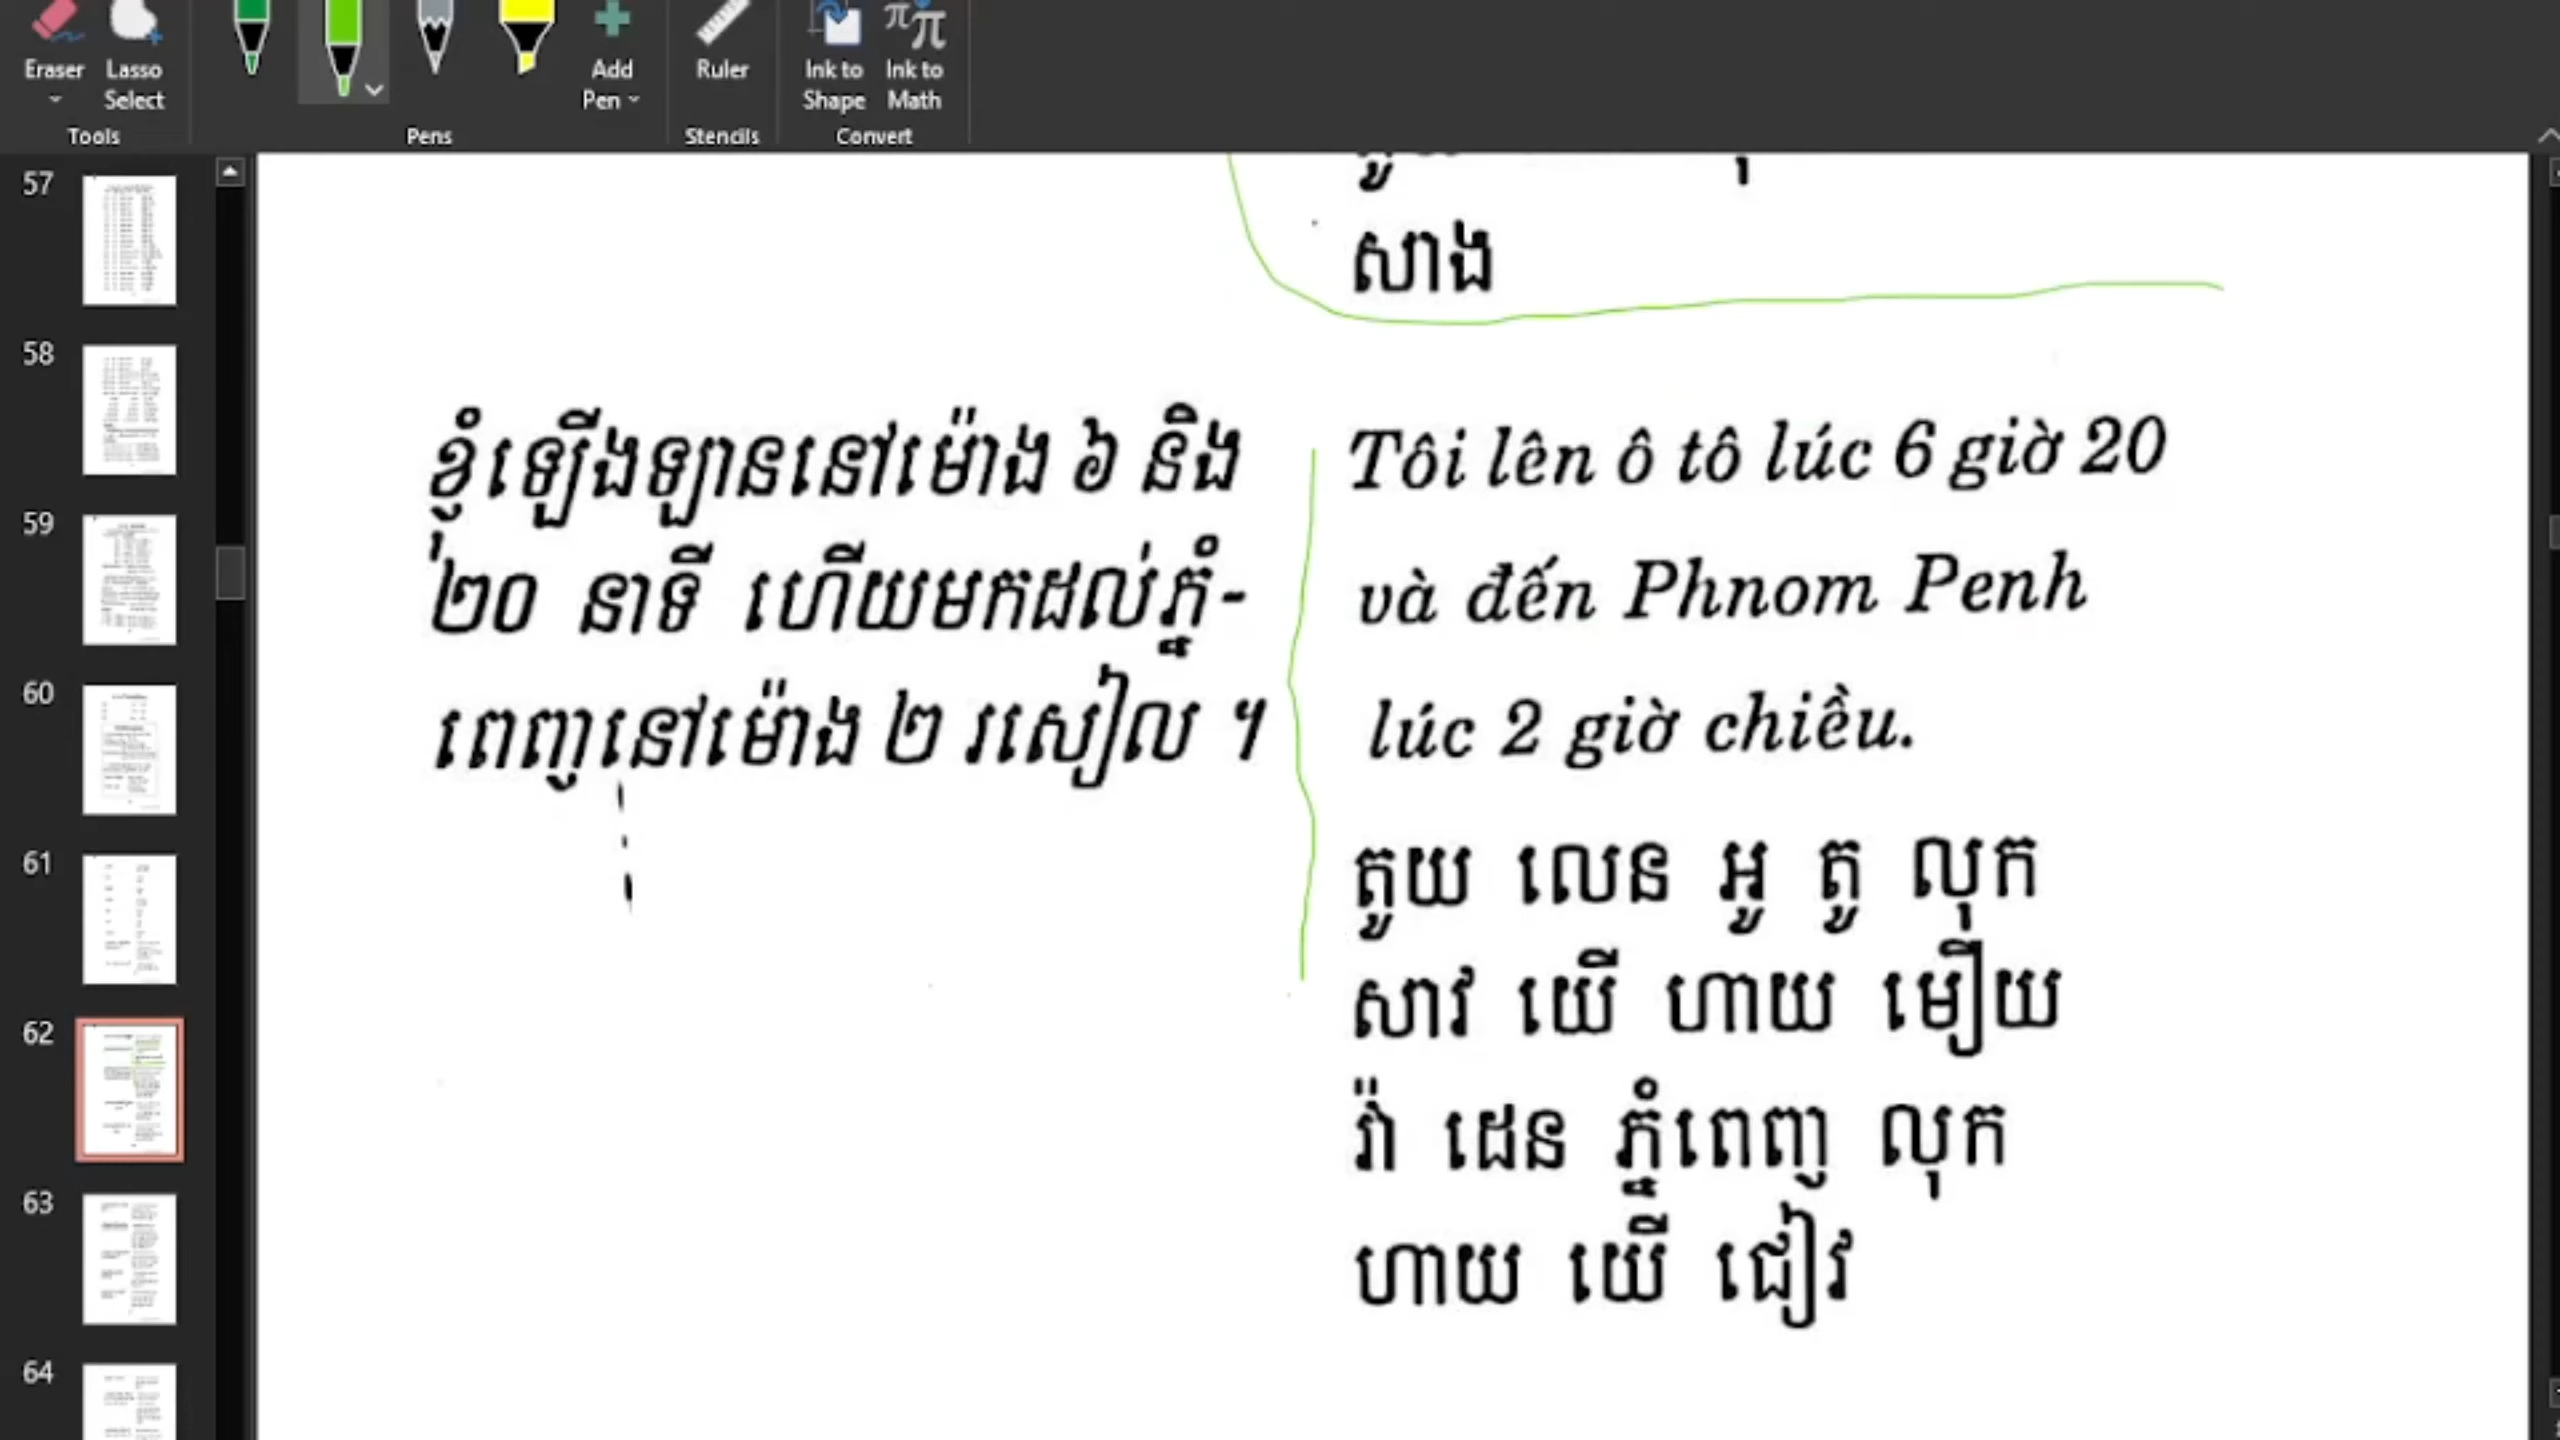 Eraser
Lasso
Select
Tools
Pens
Add
Pen
Ruler
Stencils
Ink to
Shape
Ink to
Math
Convert
57
58
59
60
61
62
63
64
សាង
ខ្ញុំឡើងឡាននៅម៉ោង ៦ និង
២០ នាទី ហើយមកដល់ភ្នំ-
ពេញនៅម៉ោង ២ រសៀល ។
Tôi lên ô tô lúc 6 giờ 20
và đến Phnom Penh
lúc 2 giờ chiều.
តូយ លេន អូ តូ លុក
សាវ យើ ហាយ មឿយ
វ៉ា ដេន ភ្នំពេញ លុក
ហាយ យើ ជៀវ